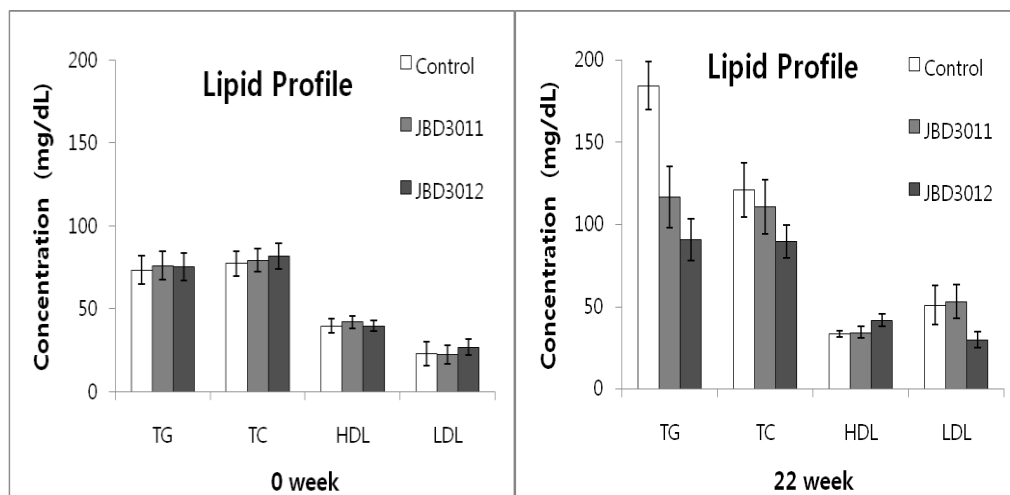 Lipid Profile
Control
JBD3011
JBD3012
Concentration (mg/dL)
200
150
100
50
0
TG TC HDL LDL
0 week
Lipid Profile
Control
JBD3011
JBD3012
Concentration (mg/dL)
200
150
100
50
0
TG TC HDL LDL
22 week